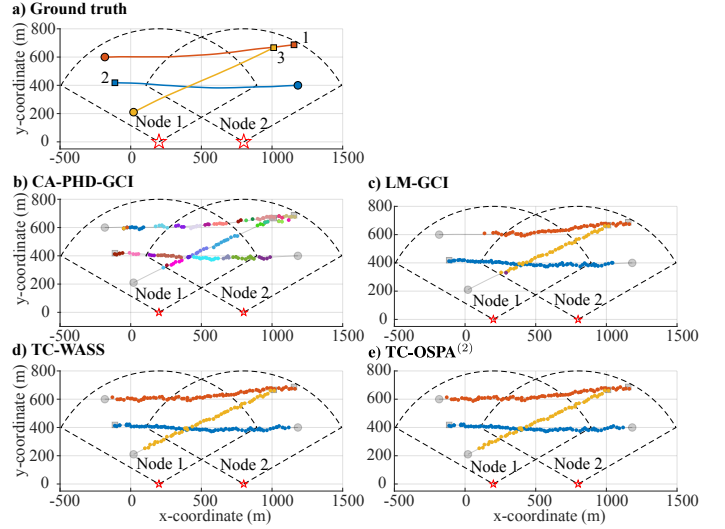 a) Ground truth
y-coordinate (m)
800
600
400
200
0
1
2
3
Node 1
Node 2
-500
0
500
1000
1500
b) CA-PHD-GCI
y-coordinate (m)
800
600
400
200
0
Node 1
Node 2
-500
0
500
1000
1500
c) LM-GCI
800
600
400
200
0
Node 1
Node 2
-500
0
500
1000
1500
d) TC-WASS
y-coordinate (m)
800
600
400
200
0
Node 1
Node 2
-500
0
500
1000
1500
x-coordinate (m)
e) TC-OSPA⁽²⁾
800
600
400
200
0
Node 1
Node 2
-500
0
500
1000
1500
x-coordinate (m)